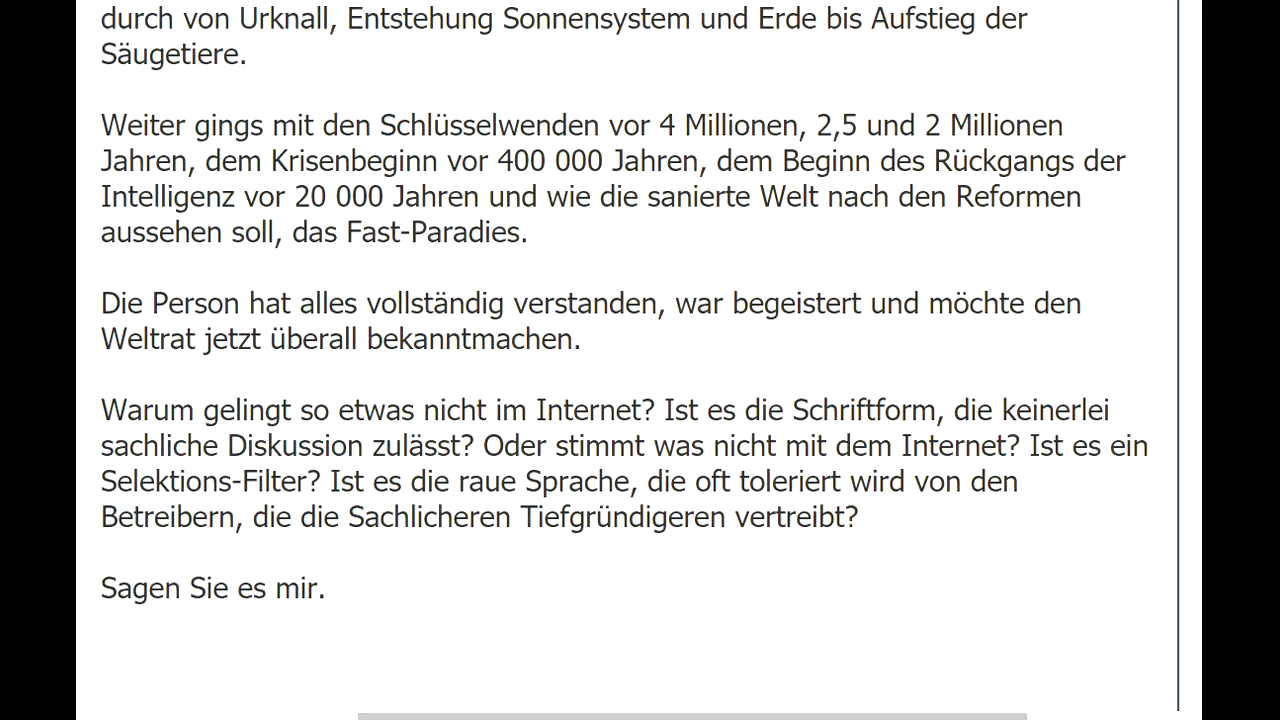 durch von Urknall, Entstehung Sonnensystem und Erde bis Aufstieg der
Säugetiere.
Weiter gings mit den Schlüsselwenden vor 4 Millionen, 2,5 und 2 Millionen
Jahren, dem Krisenbeginn vor 400 000 Jahren, dem Beginn des Rückgangs der
Intelligenz vor 20 000 Jahren und wie die sanierte Welt nach den Reformen
aussehen soll, das Fast-Paradies.
Die Person hat alles vollständig verstanden, war begeistert und möchte den
Weltrat jetzt überall bekanntmachen.
Warum gelingt so etwas nicht im Internet? Ist es die Schriftform, die keinerlei
sachliche Diskussion zulässt? Oder stimmt was nicht mit dem Internet? Ist es ein
Selektions-Filter? Ist es die raue Sprache, die oft toleriert wird von den
Betreibern, die die Sachlicheren Tiefgründigeren vertreibt?
Sagen Sie es mir.